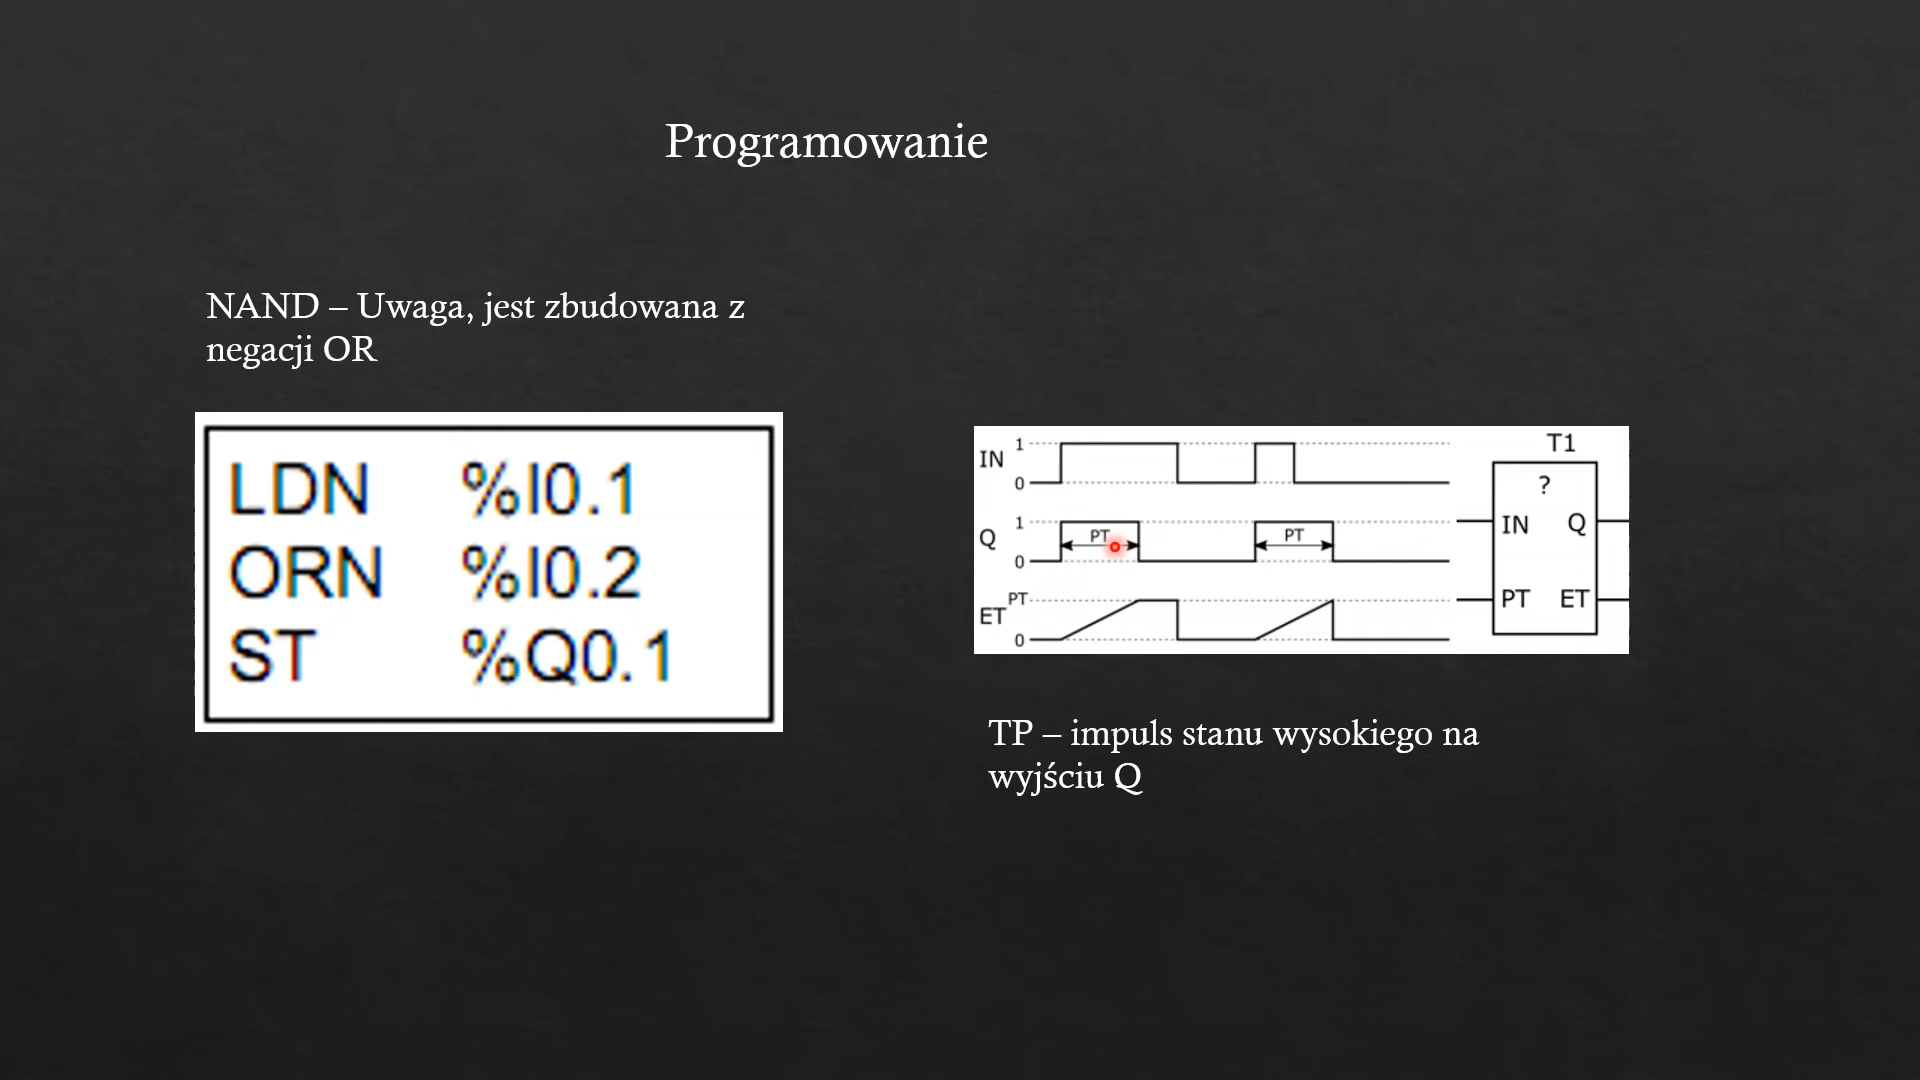 Programowanie
NAND – Uwaga, jest zbudowana z
negacji OR
LDN %I0.1
ORN %I0.2
ST %Q0.1
IN 1
0
Q 1
0
PT PT
ET PT
0
T1
?
IN Q
PT ET
TP – impuls stanu wysokiego na
wyjściu Q